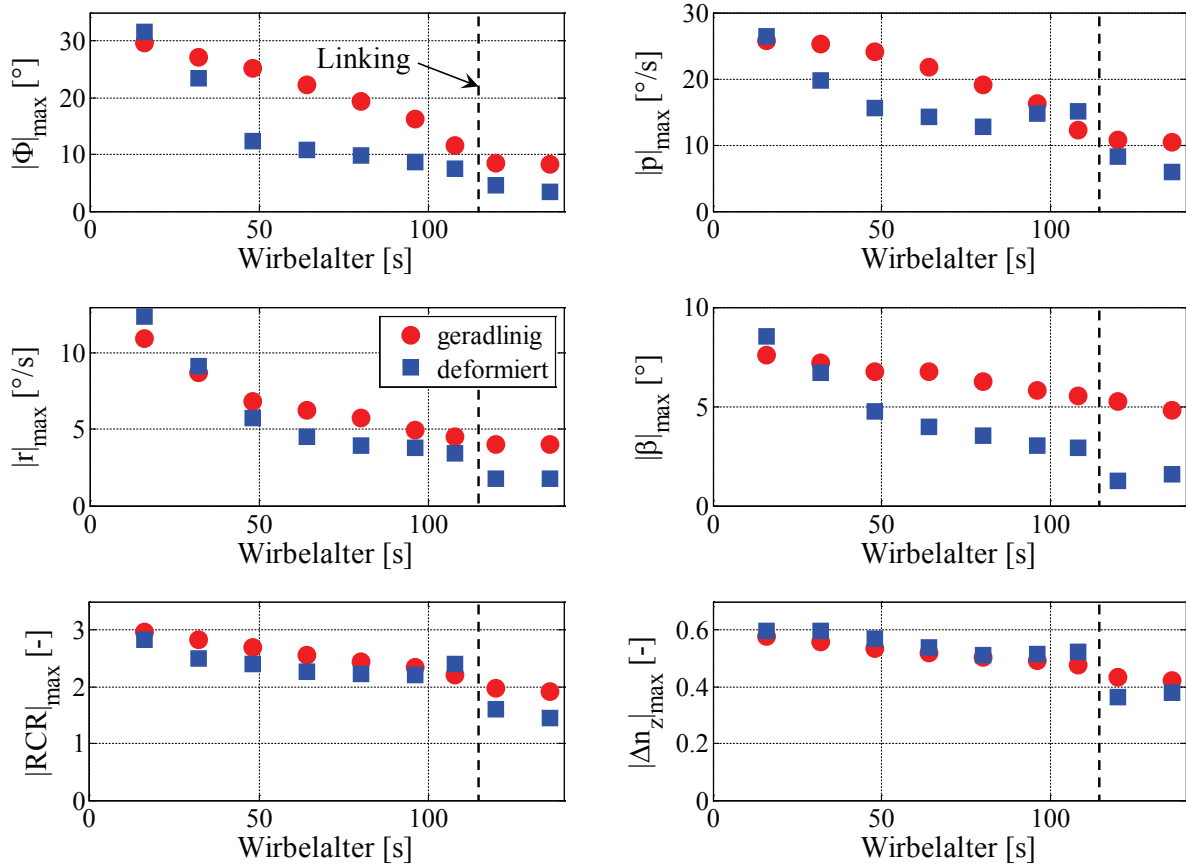 |Φ|max [°]
30
20
10
0
0 50 100
Wirbelalter [s]
Linking
|p|max [°/s]
30
20
10
0
0 50 100
Wirbelalter [s]
|r|max [°/s]
10
5
0
0 50 100
Wirbelalter [s]
geradlinig
deformiert
|β|max [°]
10
5
0
0 50 100
Wirbelalter [s]
|RCR|max [-]
3
2
1
0
0 50 100
Wirbelalter [s]
|Δnz|max [-]
0.6
0.4
0.2
0
0 50 100
Wirbelalter [s]